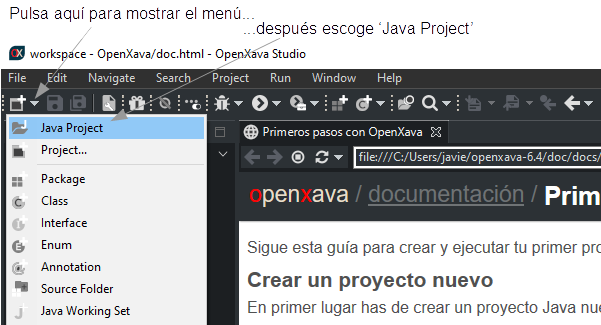 Pulsa aquí para mostrar el menú...
...después escoge ‘Java Project’
workspace - OpenXava/doc.html - OpenXava Studio
File Edit Navigate Search Project Run Window Help
Java Project
Project...
Package
Class
Interface
Enum
Annotation
Source Folder
Java Working Set
Primeros pasos con OpenXava
file:///C:/Users/javie/openxava-6.4/doc/docs/
openxava / documentación / Prim
Sigue esta guía para crear y ejecutar tu primer pro
Crear un proyecto nuevo
En primer lugar has de crear un proyecto Java nue